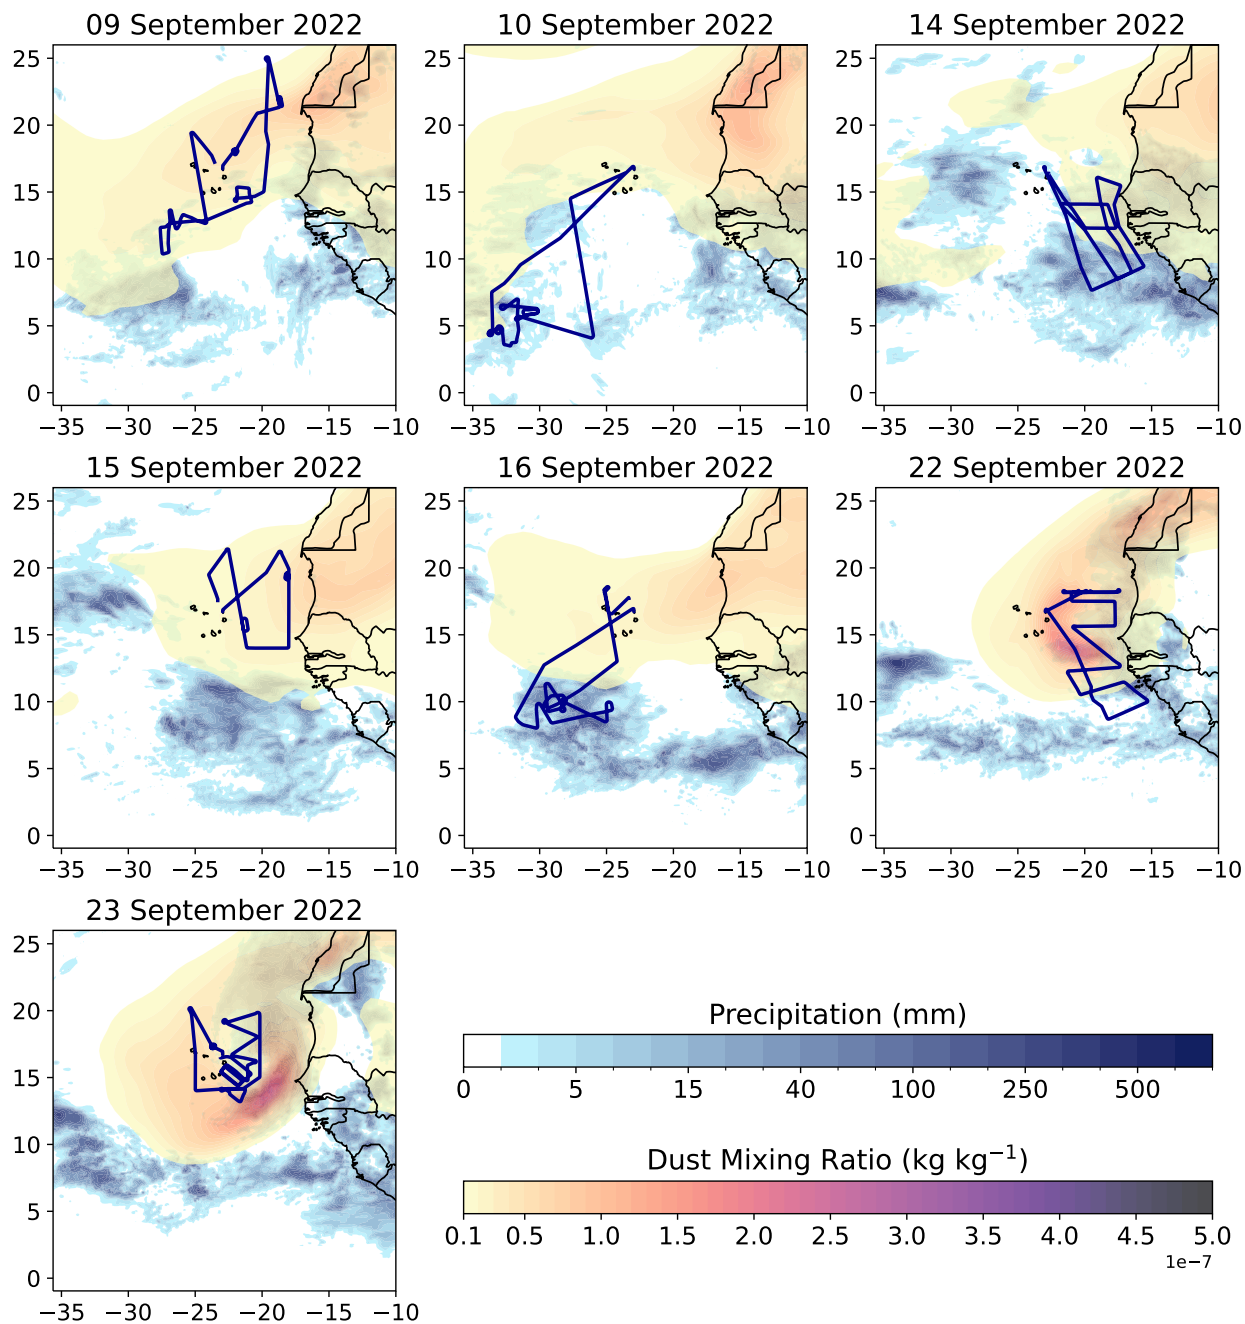 09 September 2022
10 September 2022
14 September 2022
25
20
15
10
5
0
−35 −30 −25 −20 −15 −10
25
20
15
10
5
0
−35 −30 −25 −20 −15 −10
25
20
15
10
5
0
−35 −30 −25 −20 −15 −10
15 September 2022
16 September 2022
22 September 2022
25
20
15
10
5
0
−35 −30 −25 −20 −15 −10
25
20
15
10
5
0
−35 −30 −25 −20 −15 −10
25
20
15
10
5
0
−35 −30 −25 −20 −15 −10
23 September 2022
25
20
15
10
5
0
−35 −30 −25 −20 −15 −10
Precipitation (mm)
0 5 15 40 100 250 500
Dust Mixing Ratio (kg kg⁻¹)
0.1 0.5 1.0 1.5 2.0 2.5 3.0 3.5 4.0 4.5 5.0
1e−7